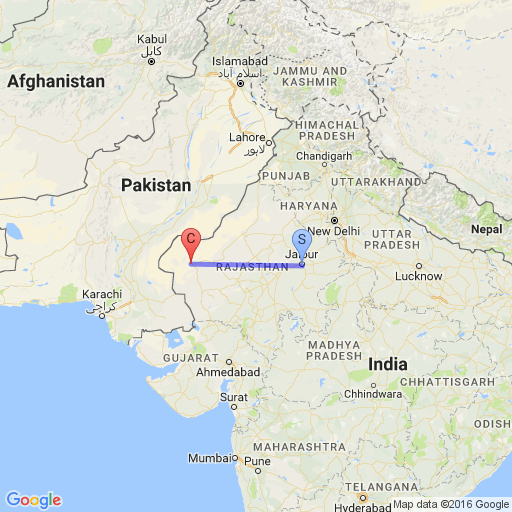 Kabul
كابل
Islamabad
اسلام آباد
Afghanistan
JAMMU AND
KASHMIR
Lahore
لاہور
HIMACHAL
PRADESH
Chandigarh
PUNJAB
Pakistan
UTTARAKHAND
HARYANA
New Delhi
Nepal
UTTAR
PRADESH
C
S
Jaipur
RAJASTHAN
Lucknow
Karachi
كراچى
GUJARAT
Ahmedabad
MADHYA
PRADESH
India
CHHATTISGARH
Chhindwara
Surat
ODISH
MAHARASHTRA
Mumbai
Pune
TELANGANA
Hyderabad
Google
Map data ©2016 Google